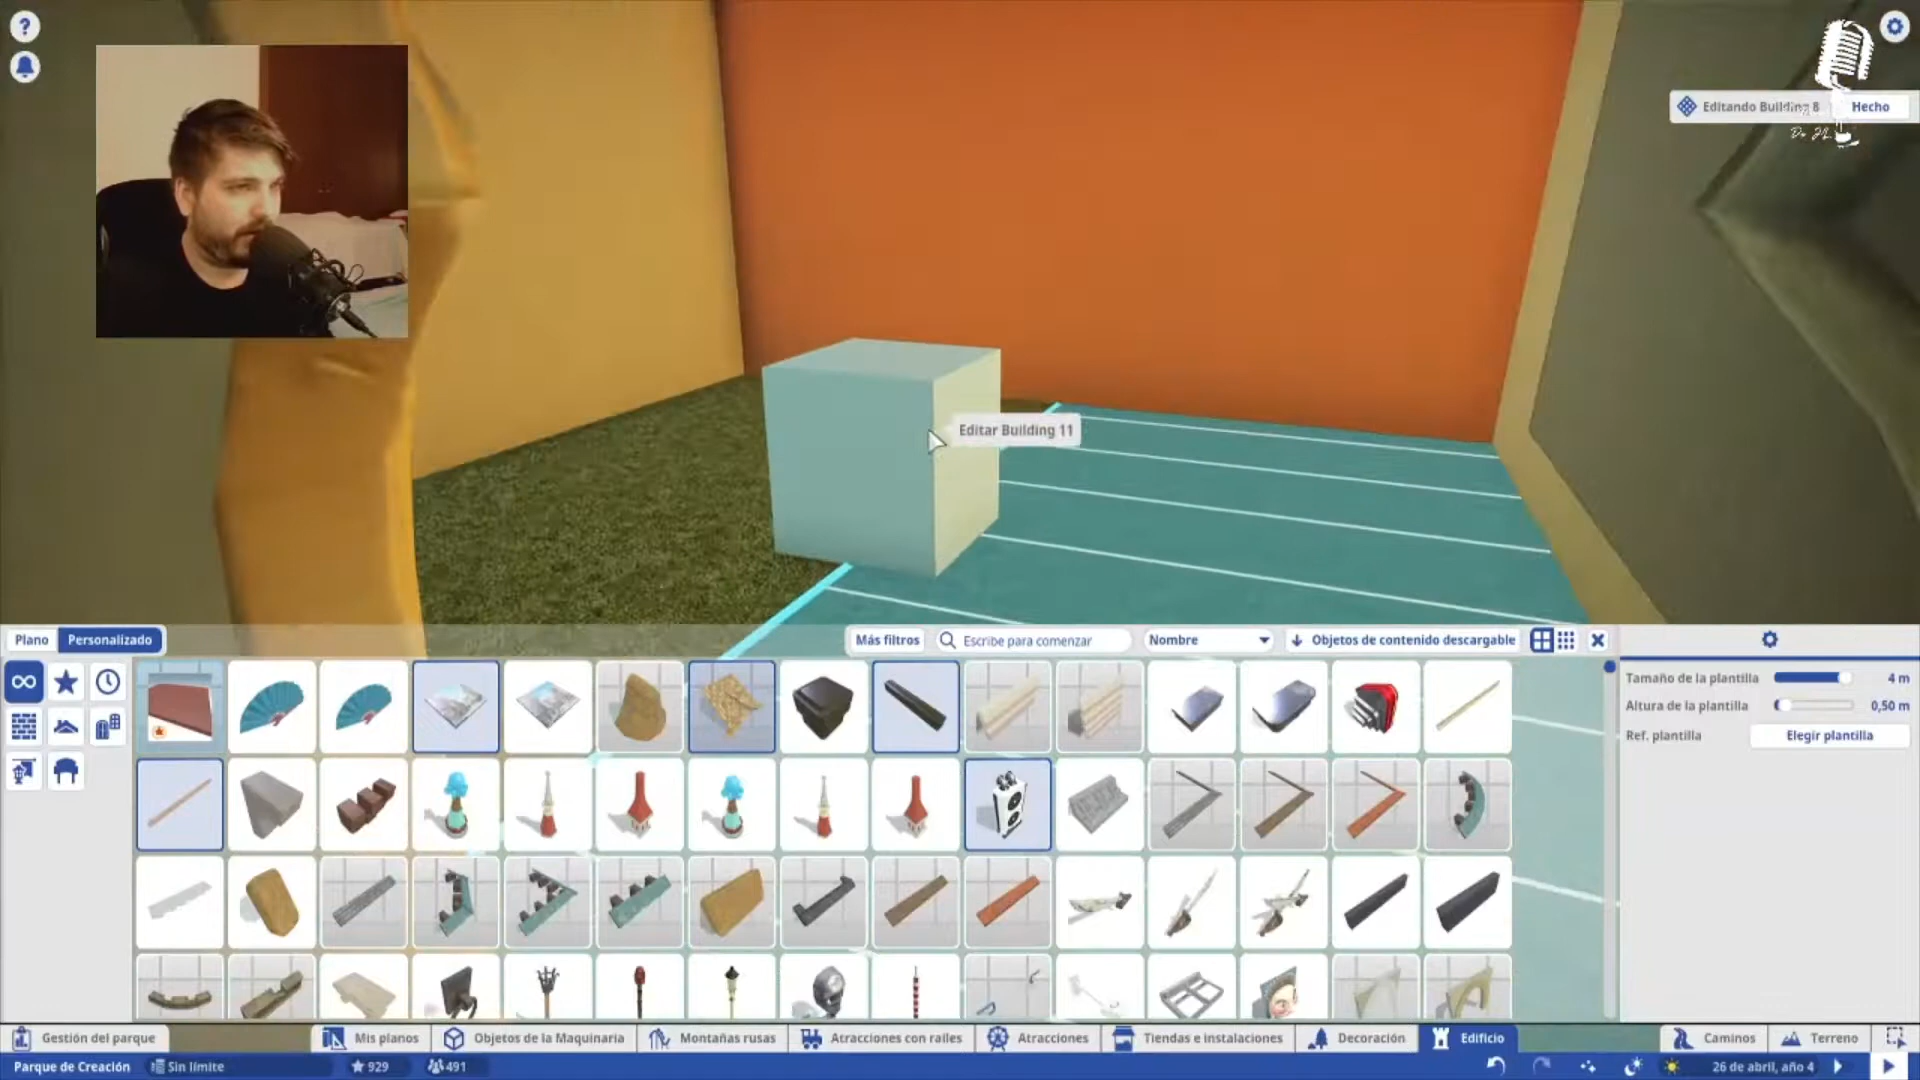 ?
Editando Building 8
Hecho
De JL
Editar Building 11
Plano
Personalizado
Más filtros
Escribe para comenzar
Nombre
Objetos de contenido descargable
Tamaño de la plantilla
4 m
Altura de la plantilla
0,50 m
Ref. plantilla
Elegir plantilla
Gestión del parque
Mis planos
Objetos de la Maquinaria
Montañas rusas
Atracciones con raíles
Atracciones
Tiendas e instalaciones
Decoración
Edificio
Caminos
Terreno
Parque de Creación
Sin límite
929
491
26 de abril, año 4